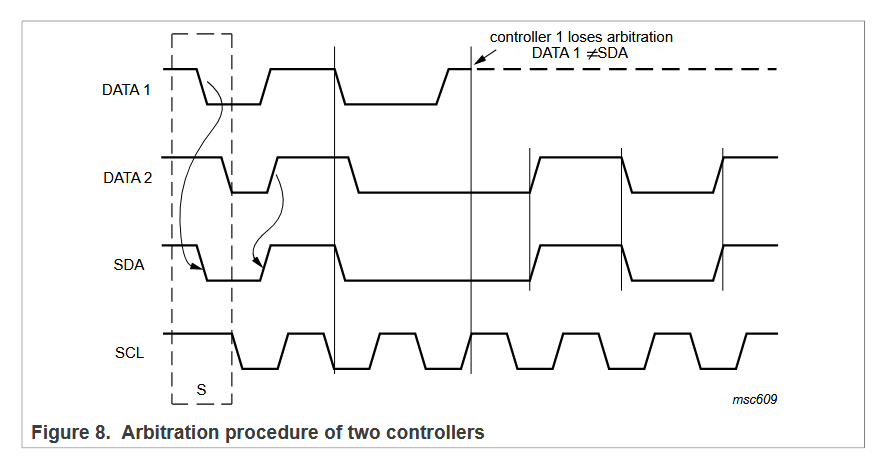 controller 1 loses arbitration
DATA 1 ≠SDA
DATA 1
DATA 2
SDA
SCL
S
msc609
Figure 8. Arbitration procedure of two controllers